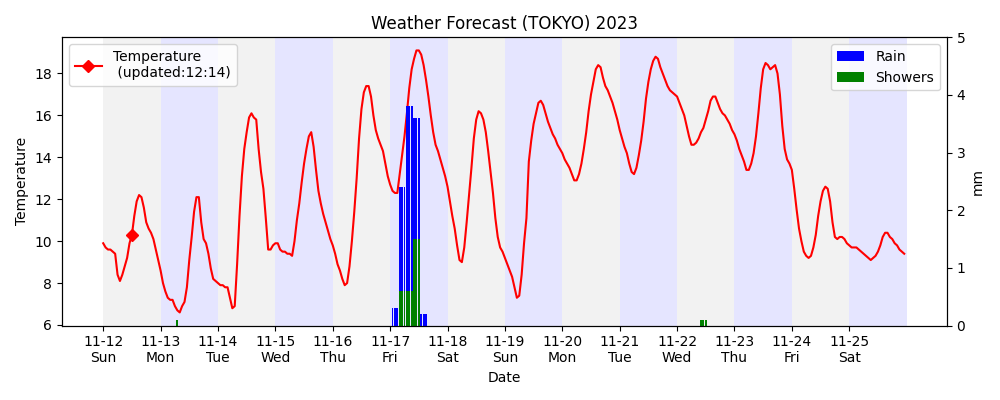 Weather Forecast (TOKYO) 2023
Temperature
(updated:12:14)
Rain
Showers
Temperature
18
16
14
12
10
8
6
5
4
3
2
1
0
mm
11-12 11-13 11-14 11-15 11-16 11-17 11-18 11-19 11-20 11-21 11-22 11-23 11-24 11-25
Sun Mon Tue Wed Thu Fri Sat Sun Mon Tue Wed Thu Fri Sat
Date